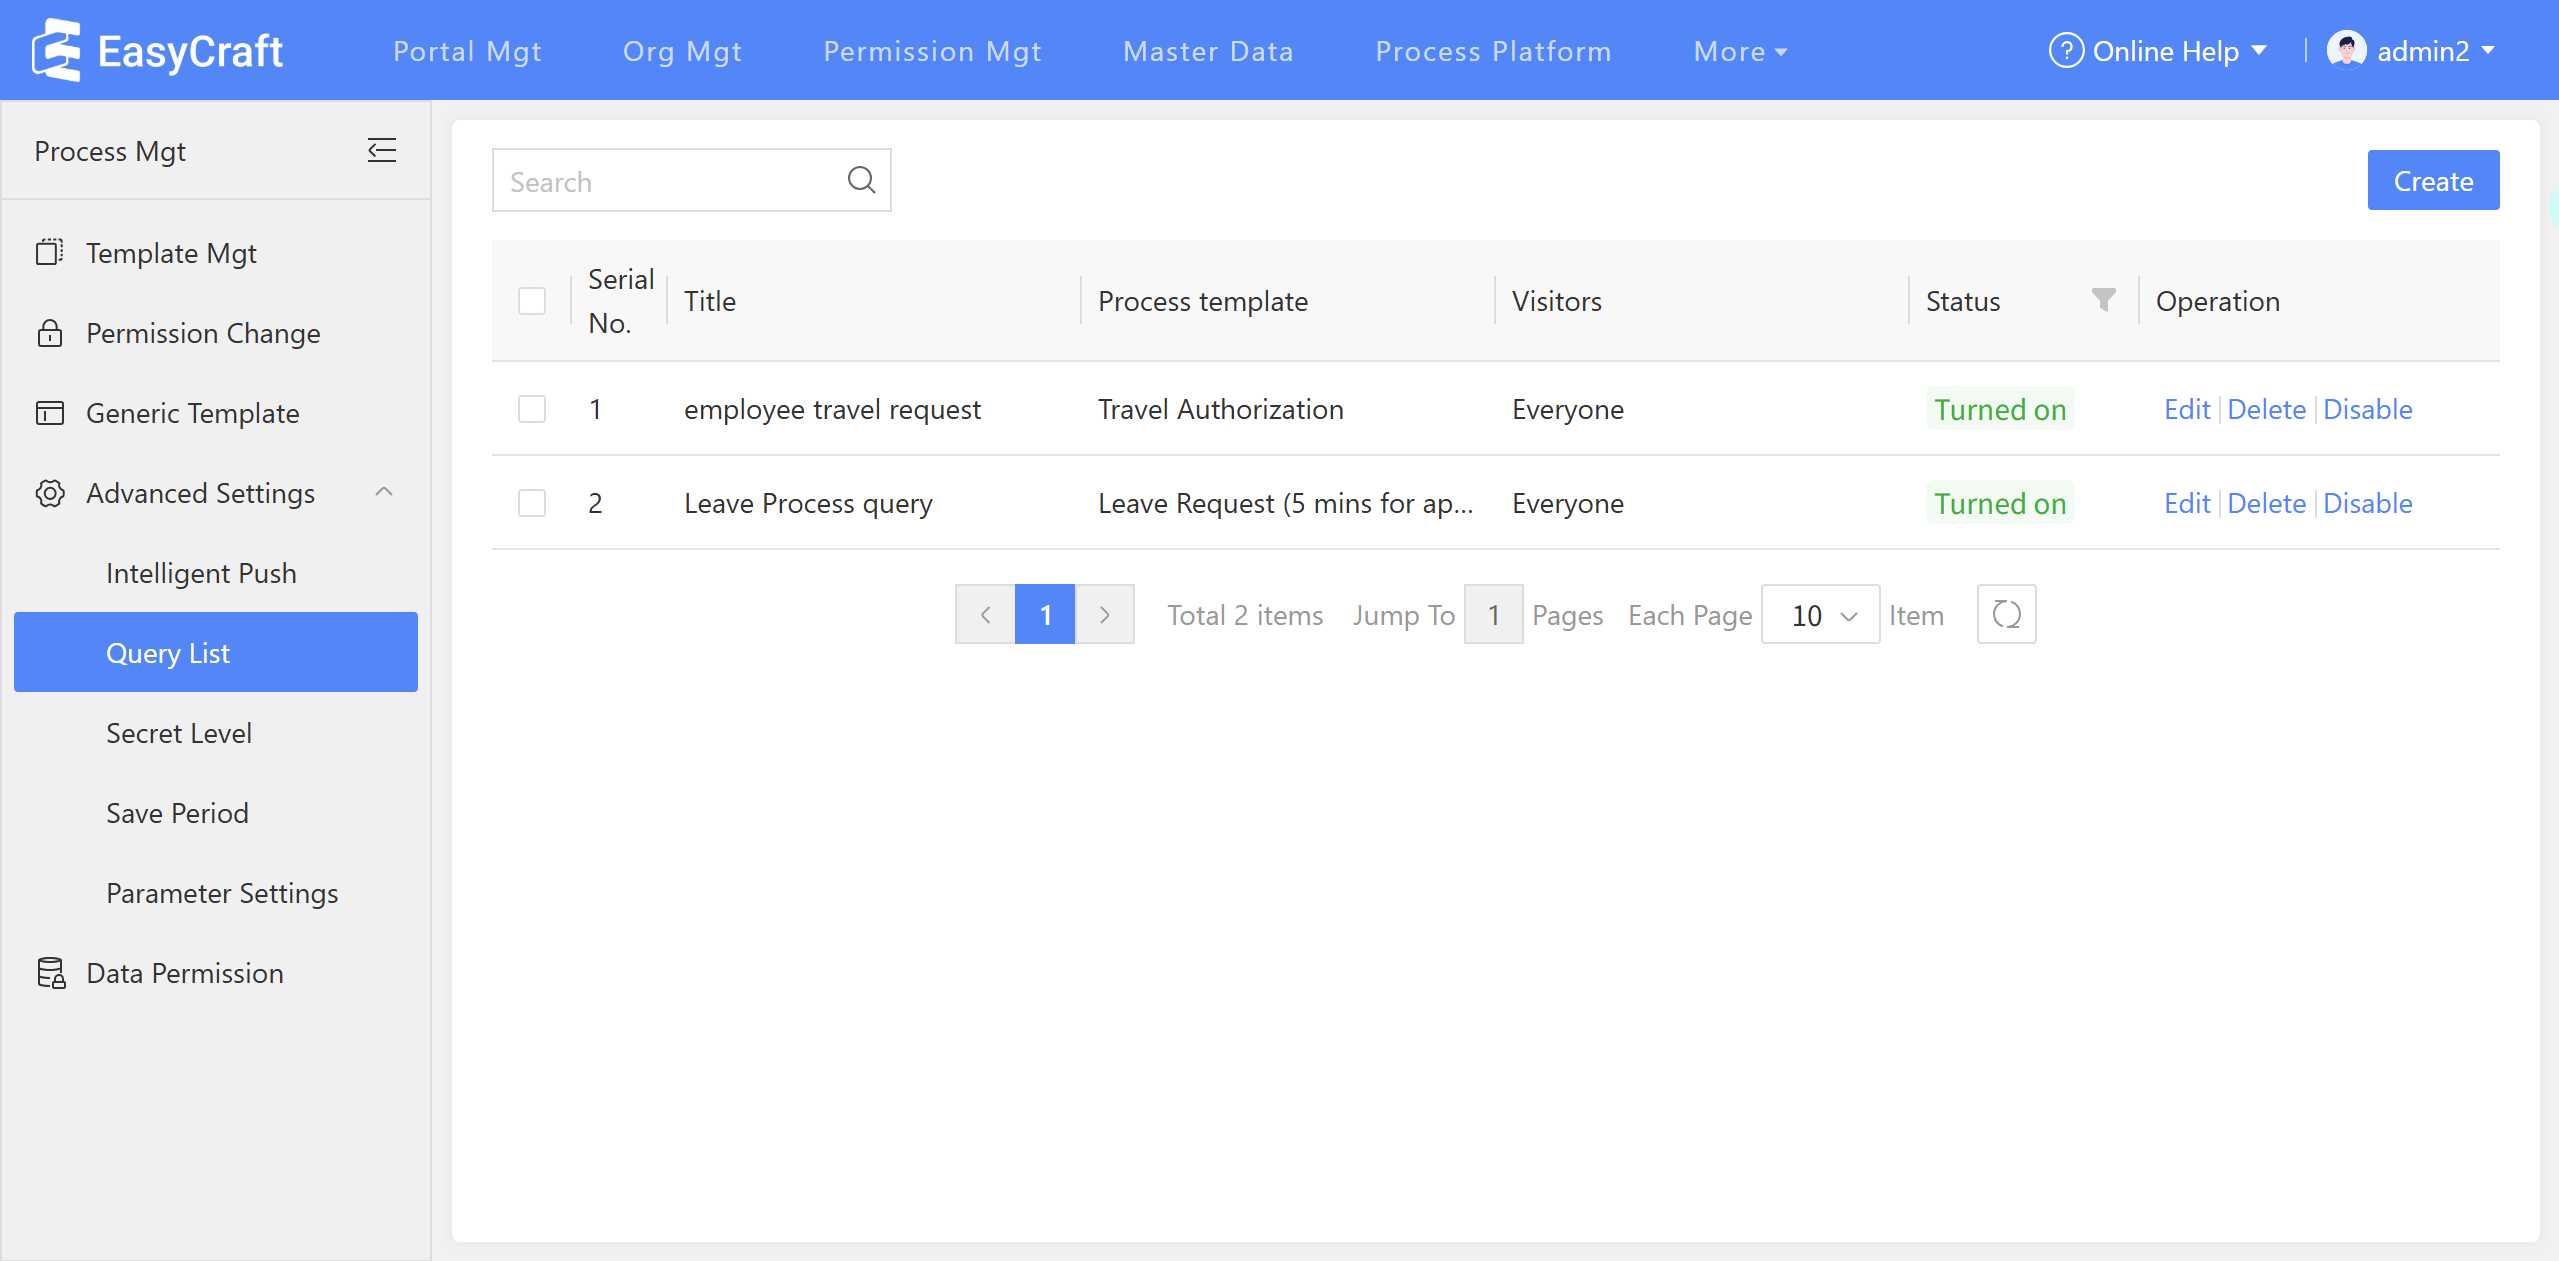 EasyCraft
Portal Mgt Org Mgt Permission Mgt Master Data Process Platform More
? Online Help admin2
Process Mgt
Template Mgt
Permission Change
Generic Template
Advanced Settings
Intelligent Push
Query List
Secret Level
Save Period
Parameter Settings
Data Permission
Search
Create
Serial No. Title Process template Visitors Status Operation
1 employee travel request Travel Authorization Everyone Turned on Edit Delete Disable
2 Leave Process query Leave Request (5 mins for ap... Everyone Turned on Edit Delete Disable
< 1 > Total 2 items Jump To 1 Pages Each Page 10 Item